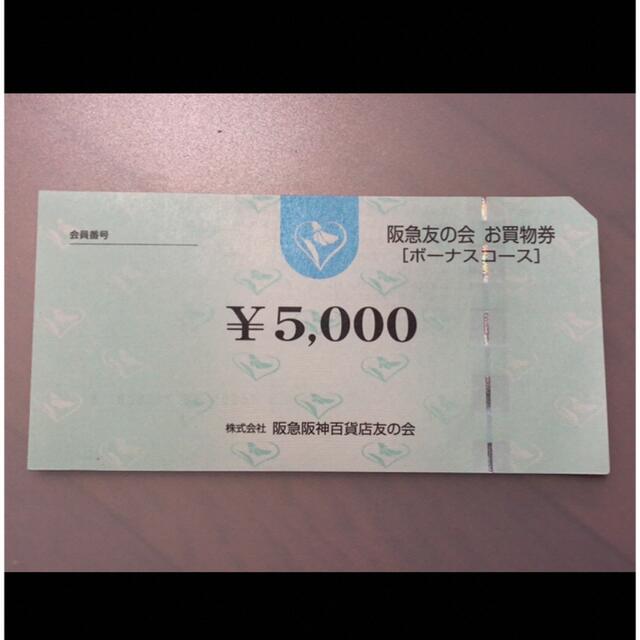 会員番号
阪急友の会 お買物券
[ボーナスコース]
¥5,000
株式会社 阪急阪神百貨店友の会